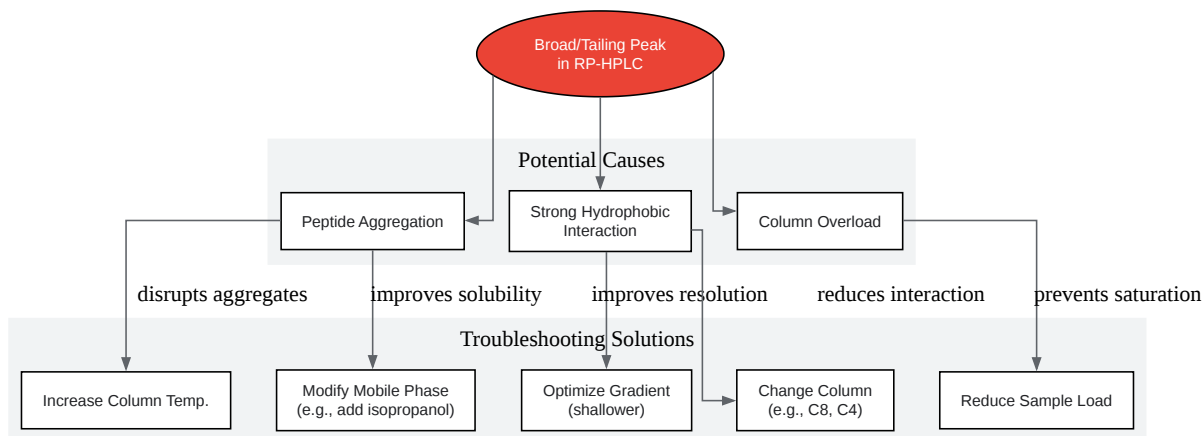 Broad/Tailing Peak
in RP-HPLC
Potential Causes
Peptide Aggregation
Strong Hydrophobic
Interaction
Column Overload
disrupts aggregates
improves solubility
improves resolution
reduces interaction
prevents saturation
Troubleshooting Solutions
Increase Column Temp.
Modify Mobile Phase
(e.g., add isopropanol)
Optimize Gradient
(shallower)
Change Column
(e.g., C8, C4)
Reduce Sample Load